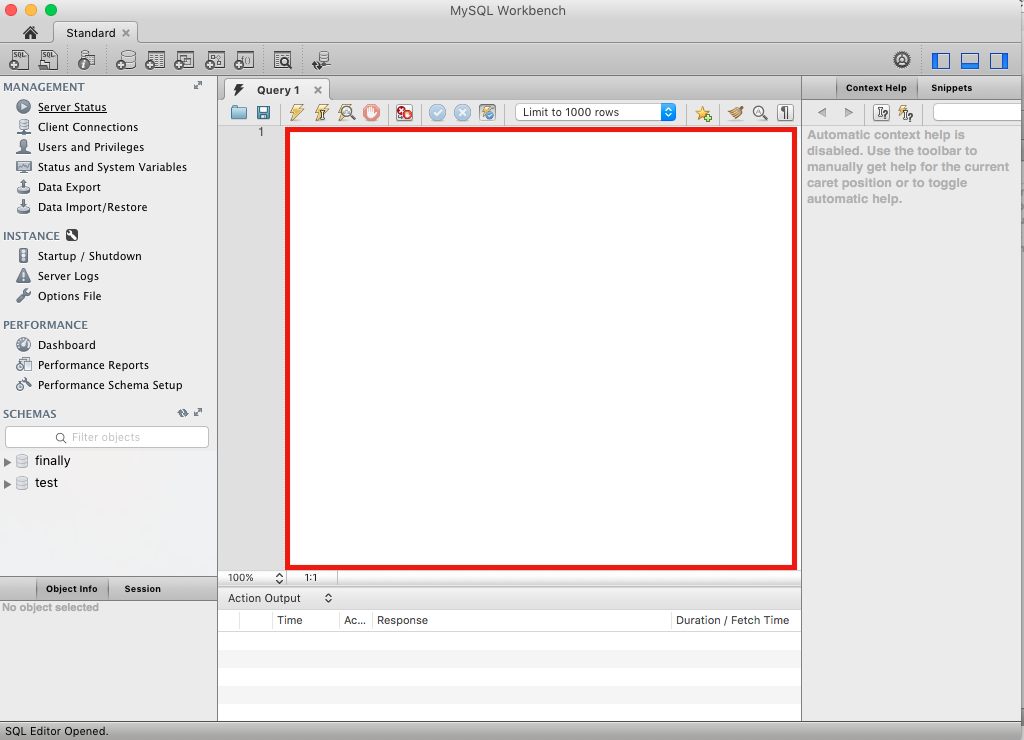 MySQL Workbench
Standard
MANAGEMENT
Server Status
Client Connections
Users and Privileges
Status and System Variables
Data Export
Data Import/Restore
INSTANCE
Startup / Shutdown
Server Logs
Options File
PERFORMANCE
Dashboard
Performance Reports
Performance Schema Setup
SCHEMAS
Filter objects
finally
test
Object Info Session
No object selected
Query 1
Limit to 1000 rows
1
100% 1:1
Action Output
Time Ac... Response Duration / Fetch Time
Context Help Snippets
Automatic context help is
disabled. Use the toolbar to
manually get help for the current
caret position or to toggle
automatic help.
SQL Editor Opened.